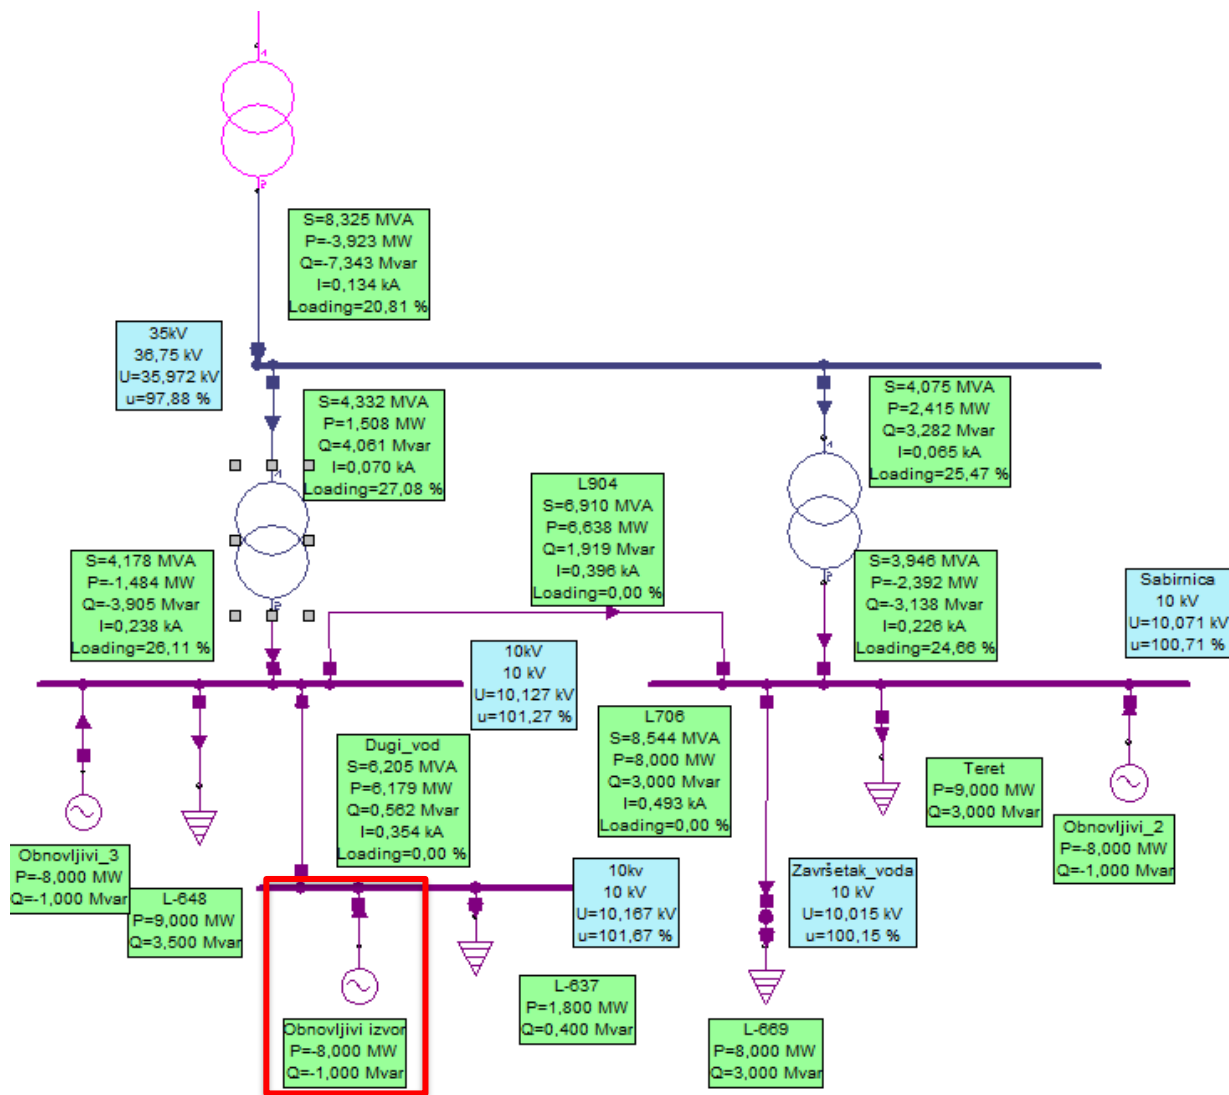 S=8,325 MVA
P=-3,923 MW
Q=-7,343 Mvar
I=0,134 kA
Loading=20,81 %
35kV
36,75 kV
U=35,972 kV
u=97,88 %
S=4,332 MVA
P=1,508 MW
Q=4,061 Mvar
I=0,070 kA
Loading=27,08 %
S=4,075 MVA
P=2,415 MW
Q=3,282 Mvar
I=0,065 kA
Loading=25,47 %
L904
S=6,910 MVA
P=6,638 MW
Q=1,919 Mvar
I=0,396 kA
Loading=0,00 %
S=4,178 MVA
P=-1,484 MW
Q=-3,905 Mvar
I=0,238 kA
Loading=26,11 %
S=3,946 MVA
P=-2,392 MW
Q=-3,138 Mvar
I=0,226 kA
Loading=24,66 %
Sabirnica
10 kV
U=10,071 kV
u=100,71 %
10kV
10 kV
U=10,127 kV
u=101,27 %
L706
S=8,544 MVA
P=8,000 MW
Q=3,000 Mvar
I=0,493 kA
Loading=0,00 %
Dugi_vod
S=6,205 MVA
P=6,179 MW
Q=0,562 Mvar
I=0,354 kA
Loading=0,00 %
Teret
P=9,000 MW
Q=3,000 Mvar
Obnovljivi_2
P=-8,000 MW
Q=-1,000 Mvar
Obnovljivi_3
P=-8,000 MW
Q=-1,000 Mvar
L-648
P=9,000 MW
Q=3,500 Mvar
10kv
10 kV
U=10,167 kV
u=101,67 %
Završetak_voda
10 kV
U=10,015 kV
u=100,15 %
L-637
P=1,800 MW
Q=0,400 Mvar
Obnovljivi izvor
P=-8,000 MW
Q=-1,000 Mvar
L-669
P=8,000 MW
Q=3,000 Mvar